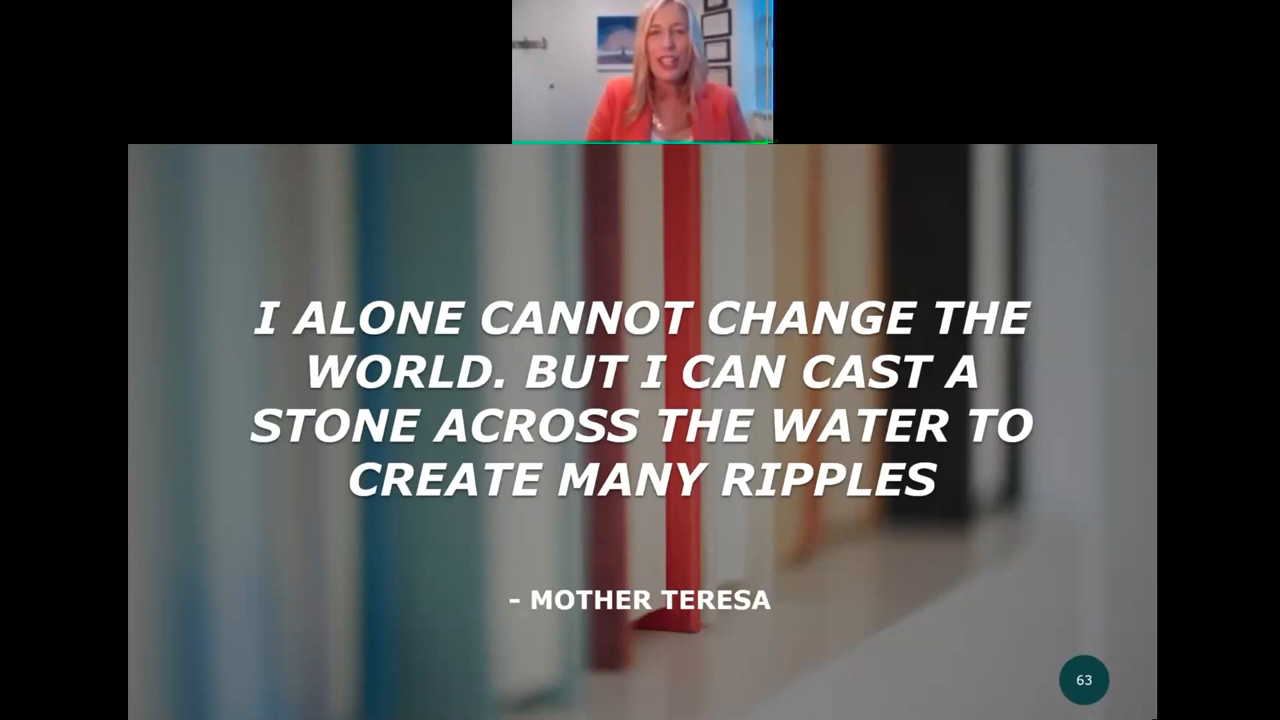 I ALONE CANNOT CHANGE THE
WORLD. BUT I CAN CAST A
STONE ACROSS THE WATER TO
CREATE MANY RIPPLES
- MOTHER TERESA
63